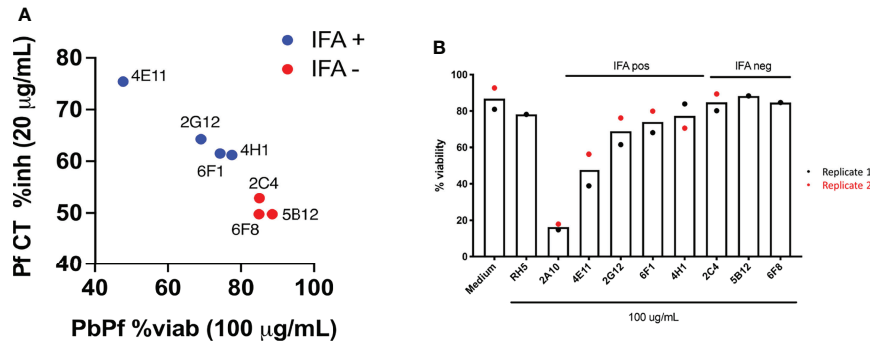 A
IFA +
IFA -
Pf CT %inh (20 µg/mL)
80
70
60
50
40
4E11
2G12
6F1
4H1
2C4
6F8
5B12
40
60
80
100
PbPf %viab (100 µg/mL)
B
IFA pos
IFA neg
% viability
100
80
60
40
20
0
Replicate 1
Replicate 2
Medium
RH5
2A10
4E11
2G12
6F1
4H1
2C4
5B12
6F8
100 ug/mL